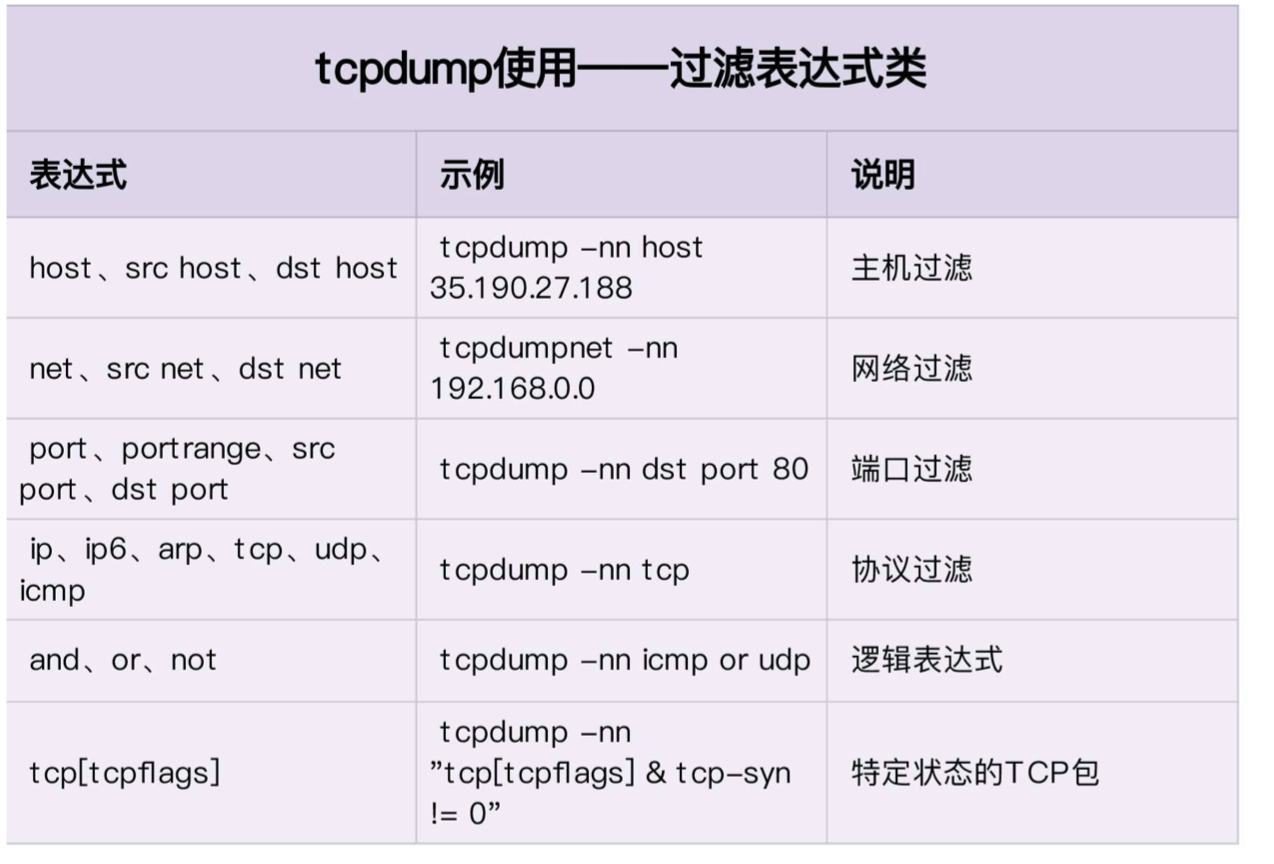 tcpdump使用——过滤表达式类
表达式
示例
说明
host、src host、dst host
tcpdump -nn host
35.190.27.188
主机过滤
net、src net、dst net
tcpdumpnet -nn
192.168.0.0
网络过滤
port、portrange、src
port、dst port
tcpdump -nn dst port 80
端口过滤
ip、ip6、arp、tcp、udp、
icmp
tcpdump -nn tcp
协议过滤
and、or、not
tcpdump -nn icmp or udp
逻辑表达式
tcp[tcpflags]
tcpdump -nn
”tcp[tcpflags] & tcp-syn
!= 0”
特定状态的TCP包